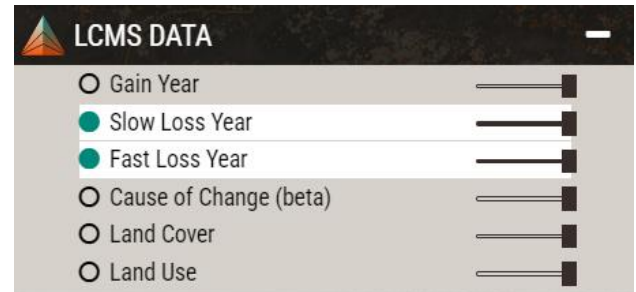 LCMS DATA
Gain Year
Slow Loss Year
Fast Loss Year
Cause of Change (beta)
Land Cover
Land Use